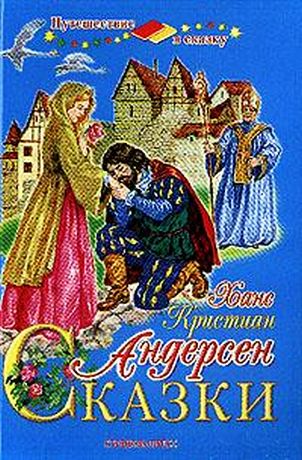 Путешествие в сказку
Ханс
Кристиан
Андерсен
Сказки